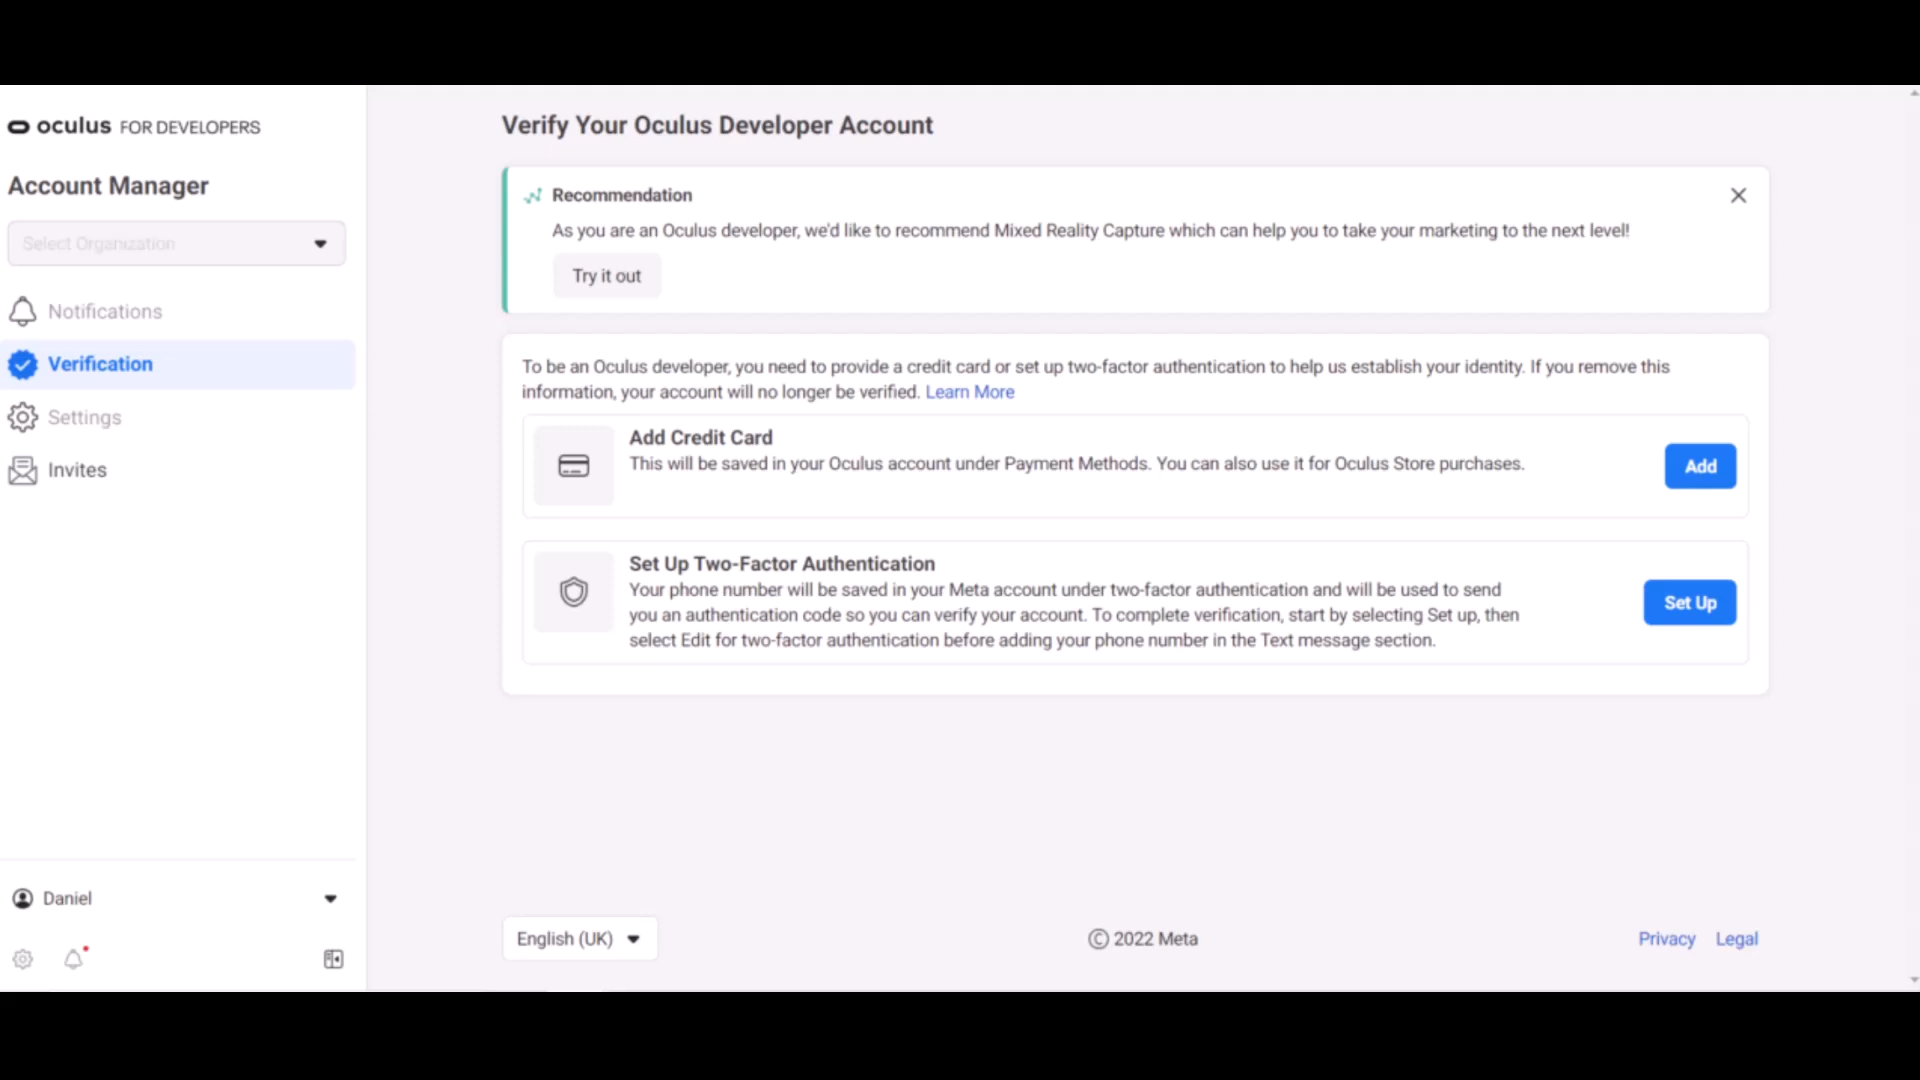 oculus FOR DEVELOPERS
Account Manager
Select Organization
Notifications
Verification
Settings
Invites
Daniel
Verify Your Oculus Developer Account
Recommendation
As you are an Oculus developer, we'd like to recommend Mixed Reality Capture which can help you to take your marketing to the next level!
Try it out
To be an Oculus developer, you need to provide a credit card or set up two-factor authentication to help us establish your identity. If you remove this
information, your account will no longer be verified. Learn More
Add Credit Card
This will be saved in your Oculus account under Payment Methods. You can also use it for Oculus Store purchases.
Add
Set Up Two-Factor Authentication
Your phone number will be saved in your Meta account under two-factor authentication and will be used to send
you an authentication code so you can verify your account. To complete verification, start by selecting Set up, then
select Edit for two-factor authentication before adding your phone number in the Text message section.
Set Up
English (UK)
© 2022 Meta
Privacy Legal